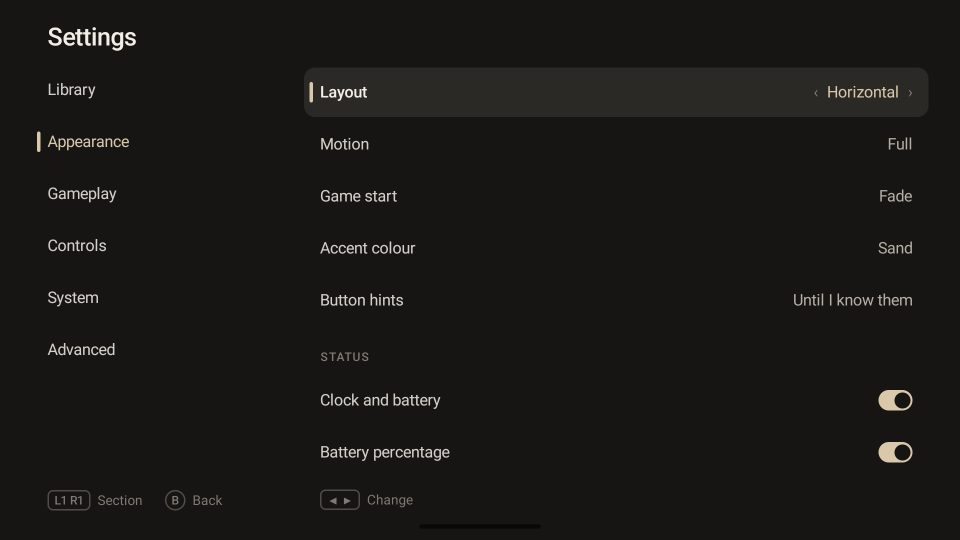 Settings
Library
Appearance
Gameplay
Controls
System
Advanced
Layout ‹ Horizontal ›
Motion Full
Game start Fade
Accent colour Sand
Button hints Until I know them
STATUS
Clock and battery
Battery percentage
L1 R1 Section B Back ◀ ▶ Change